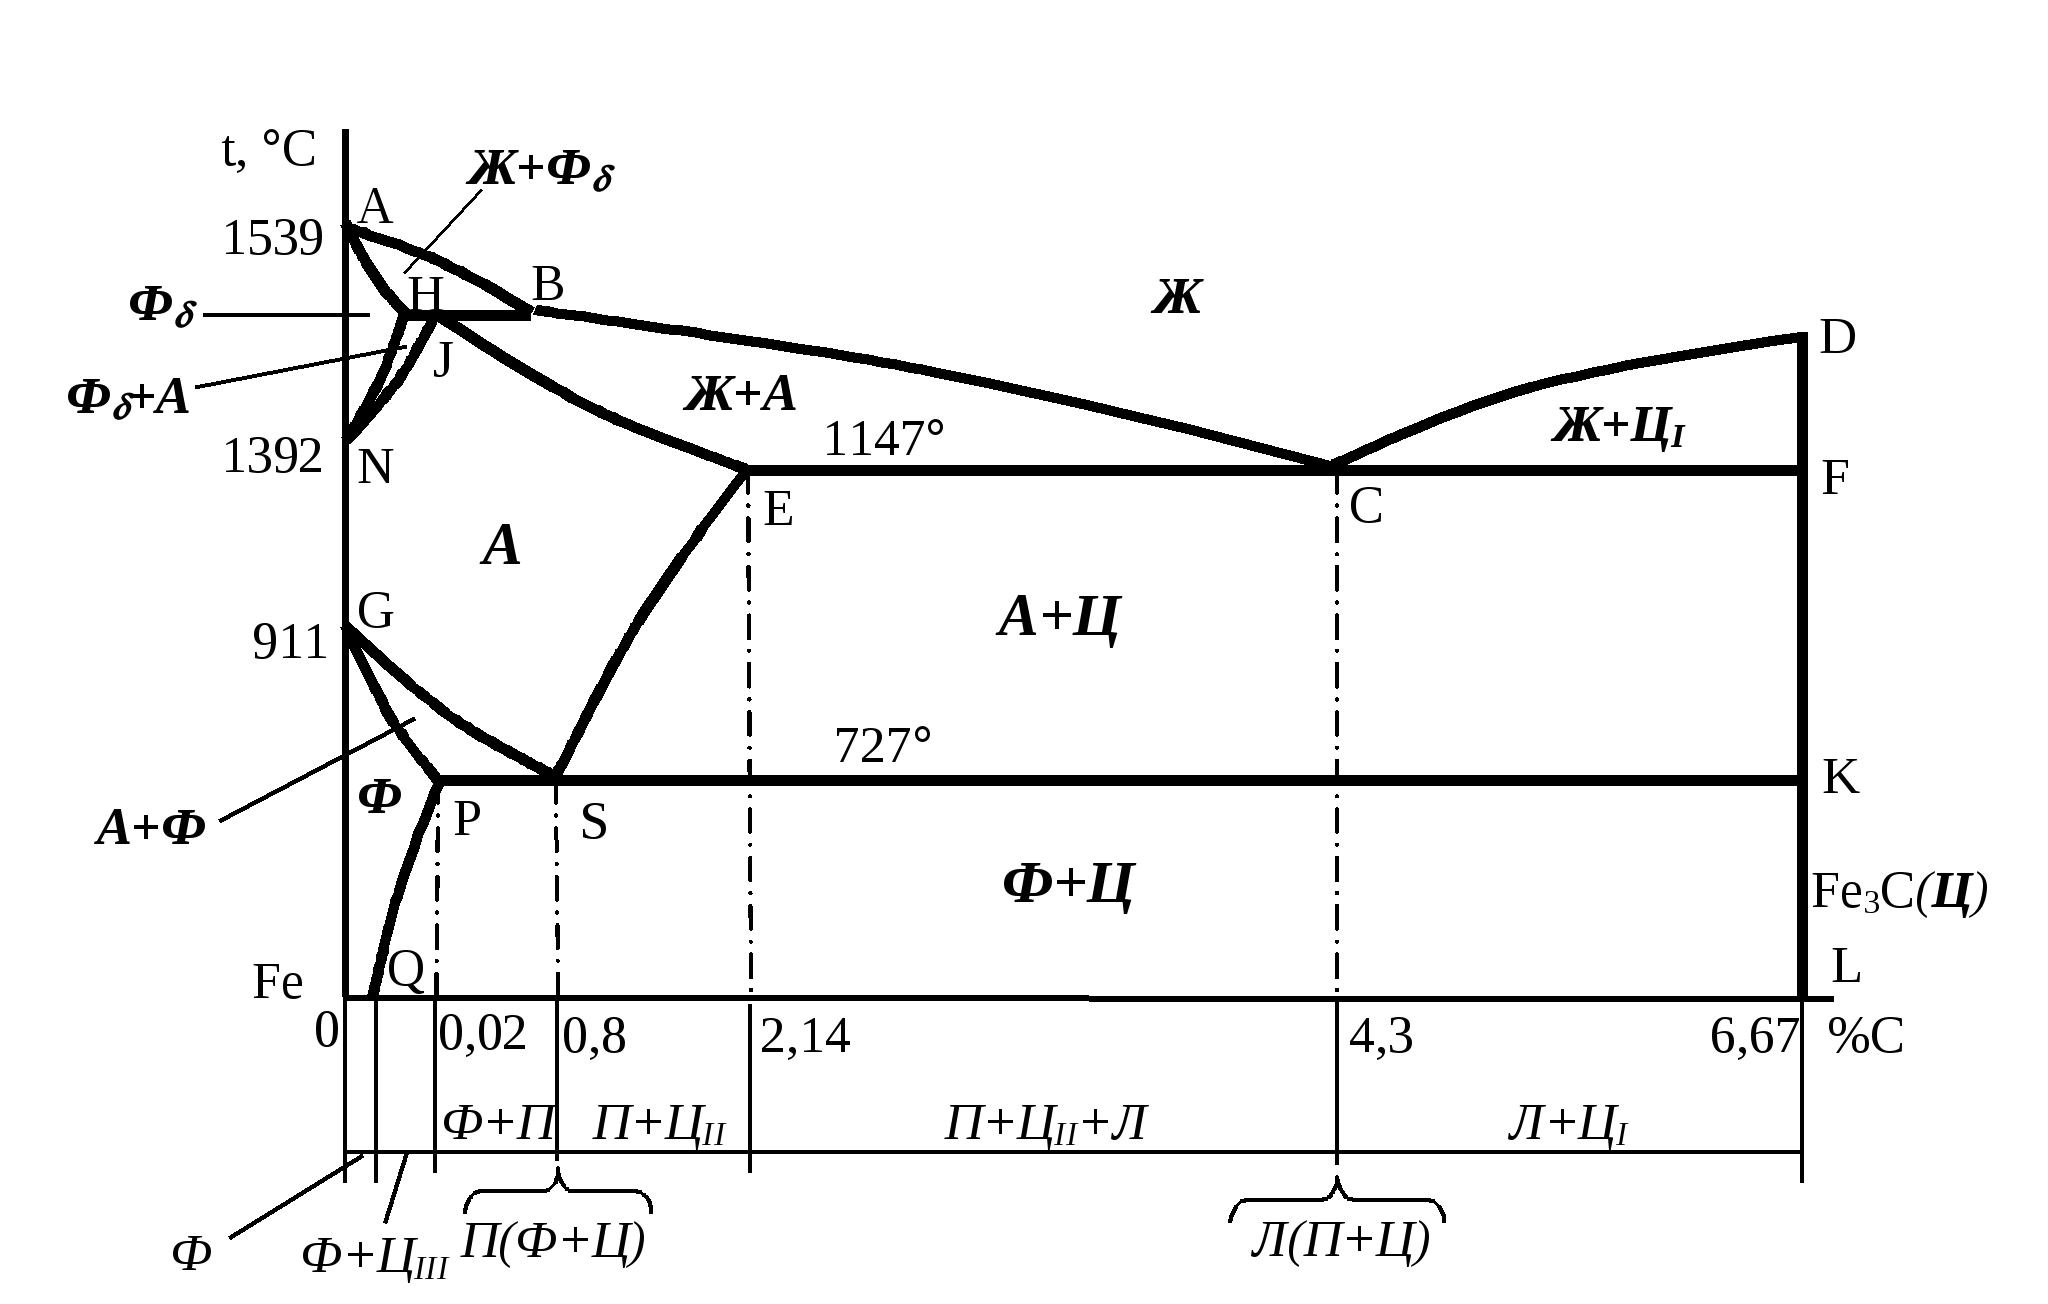 t, °C
Ж+Фδ
A
1539
H
B
Фδ
Ж
D
J
Фδ+А
Ж+А
1147°
Ж+ЦI
1392
N
E
C
F
А
G
911
А+Ц
727°
K
Ф
P
S
А+Ф
Ф+Ц
Fe3C(Ц)
Q
L
Fe
0
0,02
0,8
2,14
4,3
6,67
%C
Ф+П
П+ЦII
П+ЦII+Л
Л+ЦI
Ф
Ф+ЦIII
П(Ф+Ц)
Л(П+Ц)